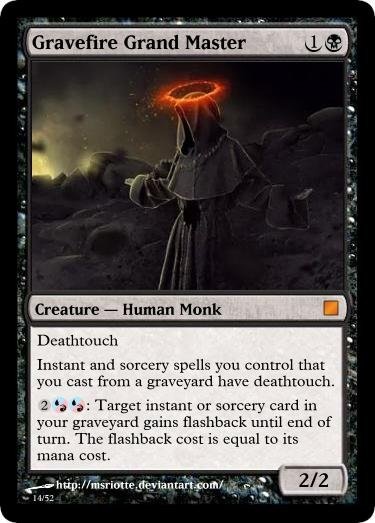 Gravefire Grand Master 1
Creature — Human Monk
Deathtouch
Instant and sorcery spells you control that
you cast from a graveyard have deathtouch.
2 : Target instant or sorcery card in
your graveyard gains flashback until end of
turn. The flashback cost is equal to its
mana cost.
2/2
http://msriotte.deviantart.com/
14/52